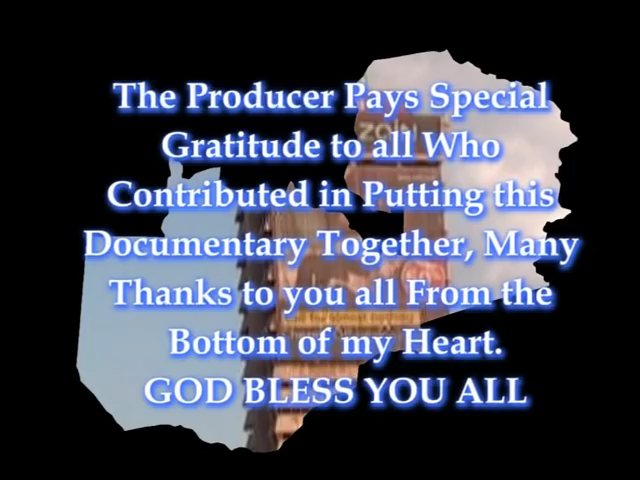 The Producer Pays Special
Gratitude to all Who
Contributed in Putting this
Documentary Together, Many
Thanks to you all From the
Bottom of my Heart.
GOD BLESS YOU ALL